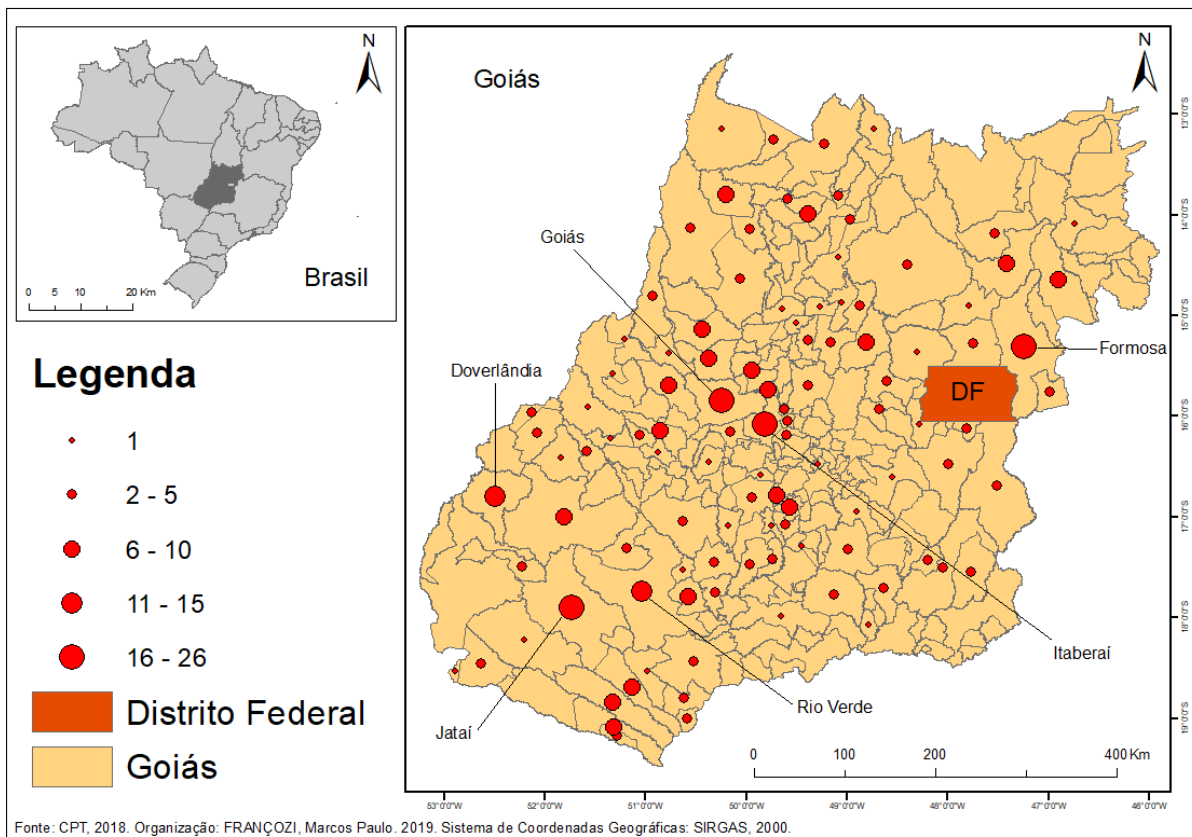 N
Brasil
0 10 20 Km
Legenda
1
2 - 5
6 - 10
11 - 15
16 - 26
Distrito Federal
Goiás
Goiás
N
Goiás
Doverlândia
Formosa
DF
Itaberaí
Rio Verde
Jataí
0 100 200 400 Km
13°0'0"S
14°0'0"S
15°0'0"S
16°0'0"S
17°0'0"S
18°0'0"S
19°0'0"S
53°0'0"W 52°0'0"W 51°0'0"W 50°0'0"W 49°0'0"W 48°0'0"W 47°0'0"W 46°0'0"W
Fonte: CPT, 2018. Organização: FRANÇOZI, Marcos Paulo. 2019. Sistema de Coordenadas Geográficas: SIRGAS, 2000.